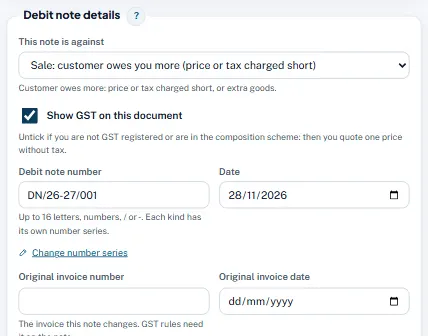 Debit note details ?
This note is against
Sale: customer owes you more (price or tax charged short)
Customer owes more: price or tax charged short, or extra goods.
Show GST on this document
Untick if you are not GST registered or are in the composition scheme: then you quote one price
without tax.
Debit note number
Date
DN/26-27/001
28/11/2026
Up to 16 letters, numbers, / or -. Each kind has
its own number series.
Change number series
Original invoice number
Original invoice date
dd/mm/yyyy
The invoice this note changes. GST rules need